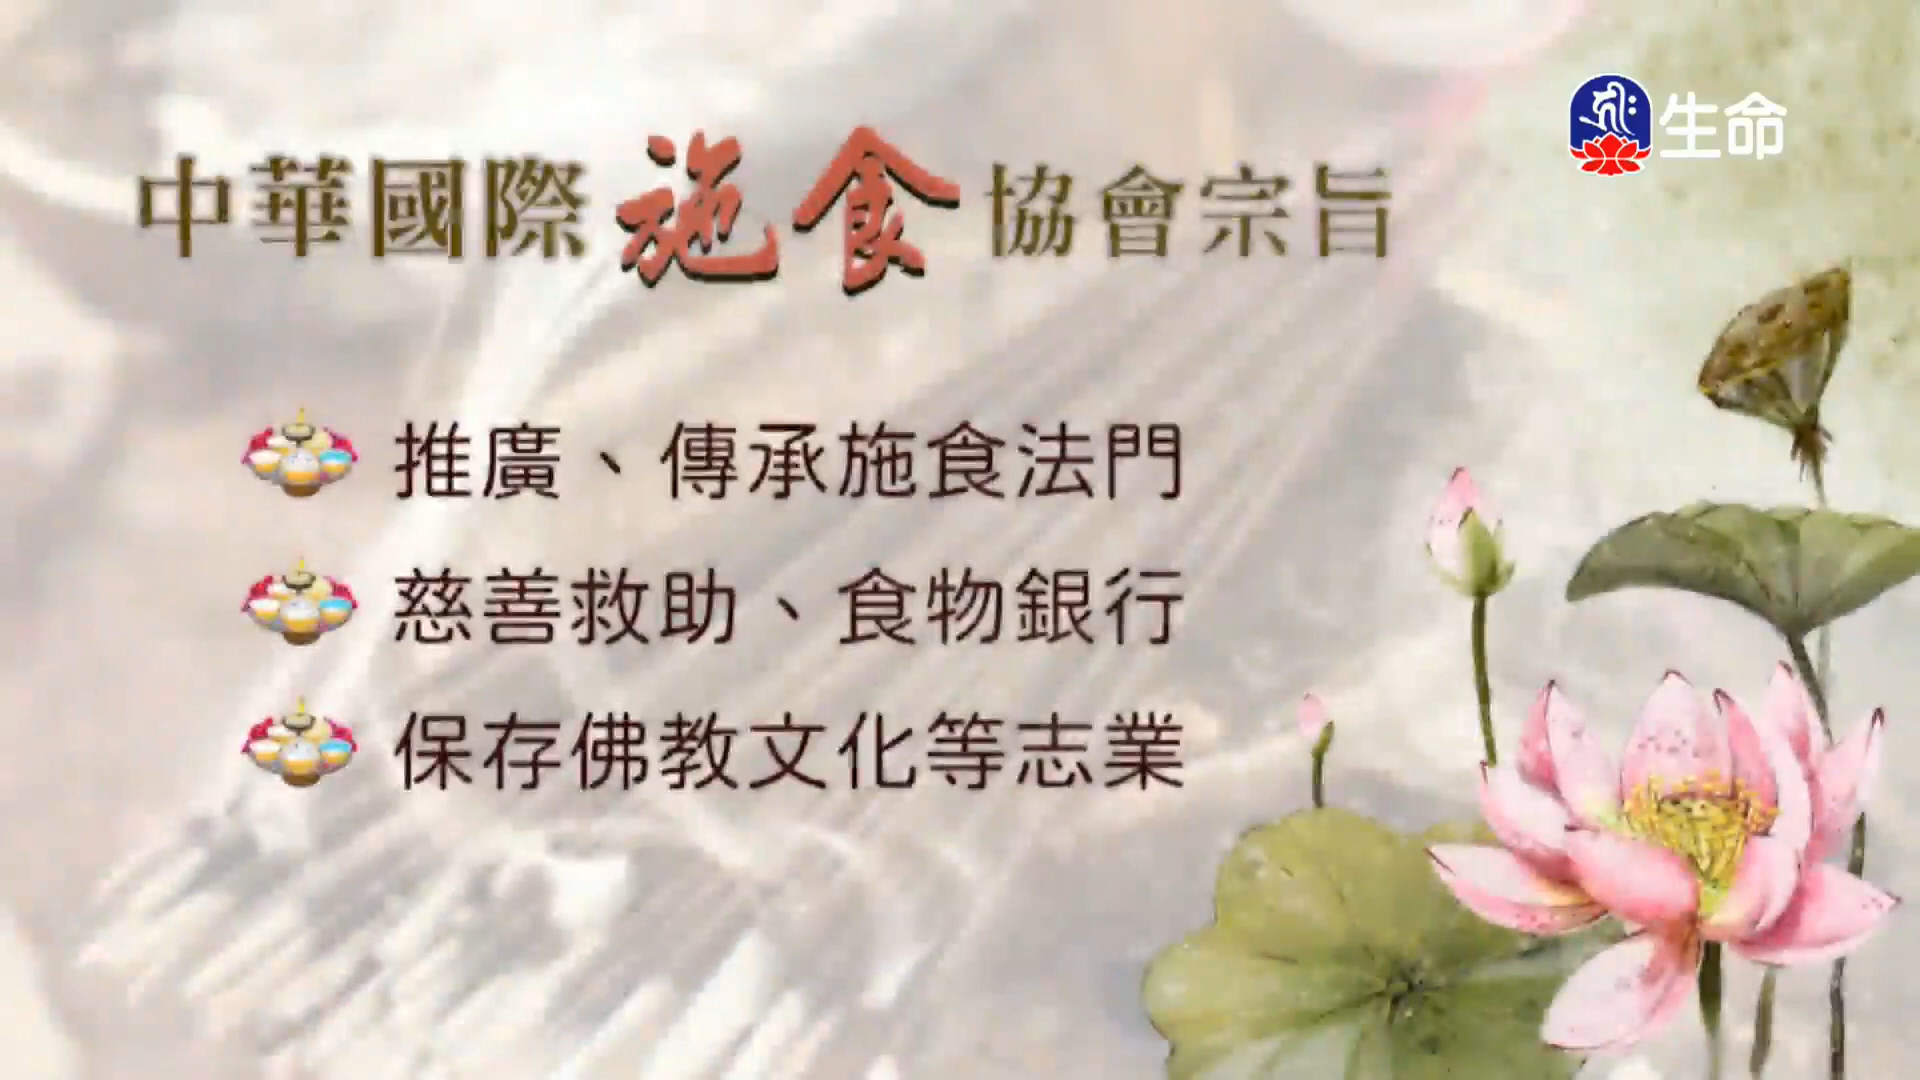 生命
中華國際施食協會宗旨
推廣、傳承施食法門
慈善救助、食物銀行
保存佛教文化等志業